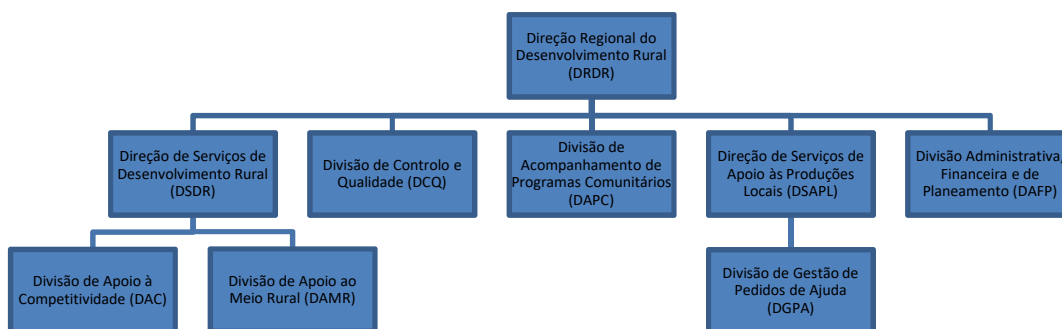 Direção Regional do
Desenvolvimento Rural
(DRDR)
Direção de Serviços de
Desenvolvimento Rural
(DSDR)
Divisão de Controlo e
Qualidade (DCQ)
Divisão de
Acompanhamento de
Programas Comunitários
(DAPC)
Direção de Serviços de
Apoio às Produções
Locais (DSAPL)
Divisão Administrativa,
Financeira e de
Planeamento (DAFP)
Divisão de Apoio à
Competitividade (DAC)
Divisão de Apoio ao
Meio Rural (DAMR)
Divisão de Gestão de
Pedidos de Ajuda
(DGPA)